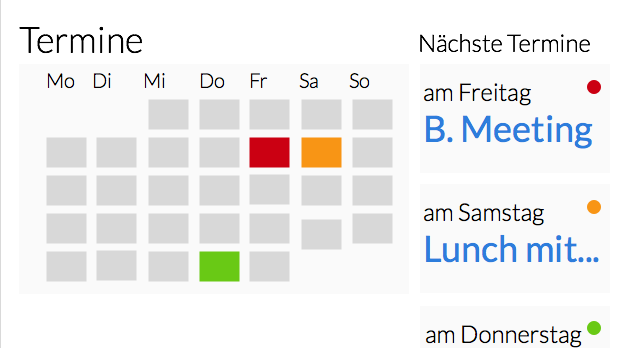 Termine
Mo Di Mi Do Fr Sa So
Nächste Termine
am Freitag
B. Meeting
am Samstag
Lunch mit...
am Donnerstag